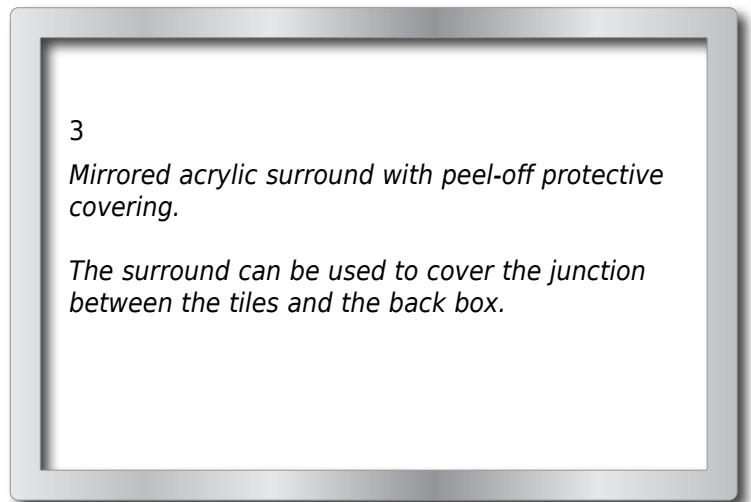 3
Mirrored acrylic surround with peel-off protective
covering.
The surround can be used to cover the junction
between the tiles and the back box.